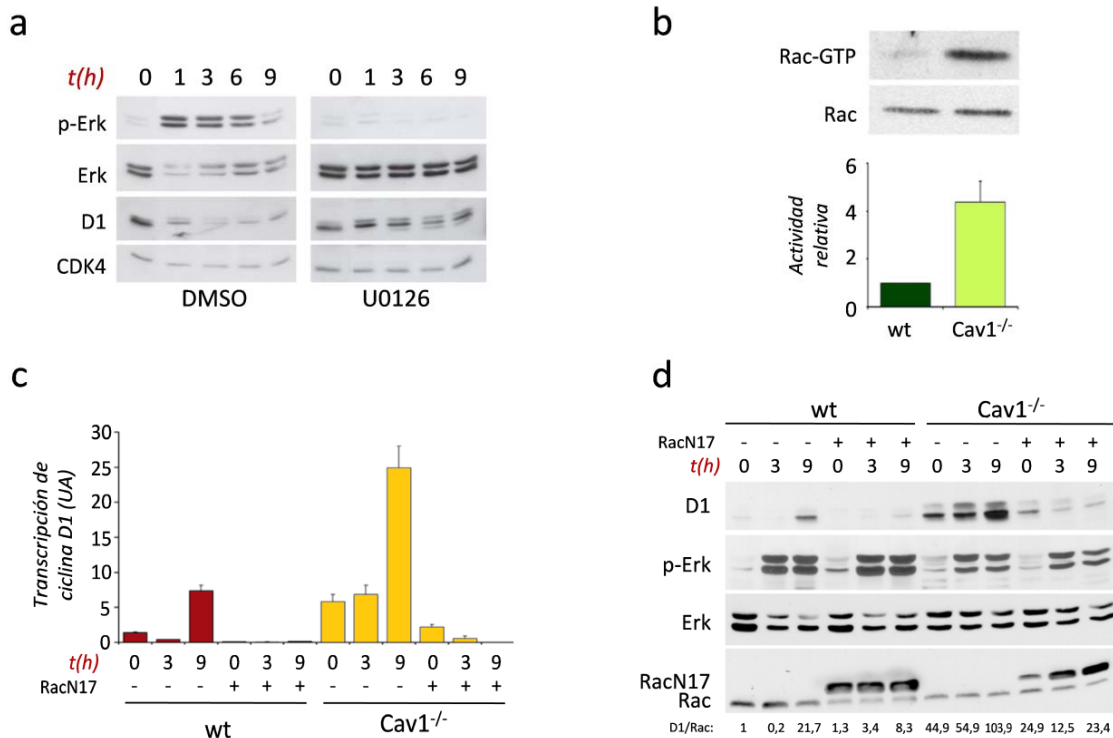 a
t(h) 0 1 3 6 9 0 1 3 6 9
p-Erk
Erk
D1
CDK4
DMSO U0126
b
Rac-GTP
Rac
6
4
2
0
Actividad
relativa
wt Cav1-/-
c
Transcripción de
ciclina D1 (UA)
30
25
20
15
10
5
0
t(h) 0 3 9 0 3 9 0 3 9 0 3 9
RacN17 - - - + + + - - - + + +
wt Cav1-/-
d
wt Cav1-/-
RacN17 - - - + + + - - - + + +
t(h) 0 3 9 0 3 9 0 3 9 0 3 9
D1
p-Erk
Erk
RacN17
Rac
D1/Rac: 1 0,2 21,7 1,3 3,4 8,3 44,9 54,9 103,9 24,9 12,5 23,4